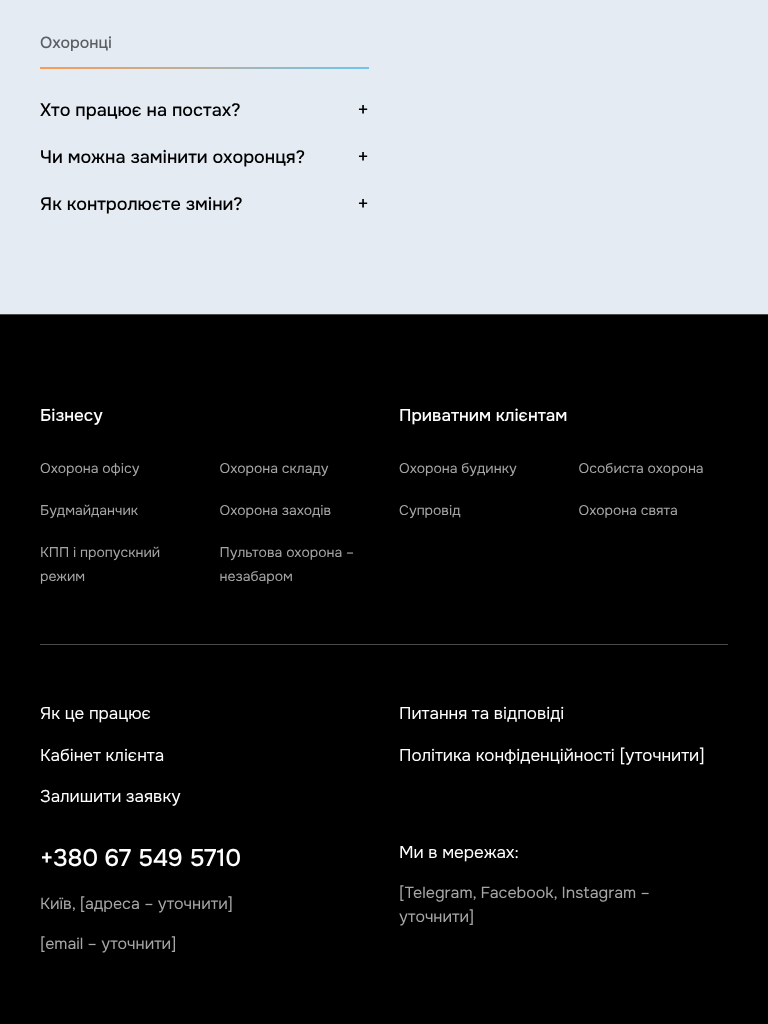 Охоронці
Хто працює на постах? +
Чи можна замінити охоронця? +
Як контролюєте зміни? +
Бізнесу
Охорона офісу
Охорона складу
Будмайданчик
Охорона заходів
КПП і пропускний
режим
Пультова охорона –
незабаром
Приватним клієнтам
Охорона будинку
Особиста охорона
Супровід
Охорона свята
Як це працює
Кабінет клієнта
Залишити заявку
Питання та відповіді
Політика конфіденційності [уточнити]
+380 67 549 5710
Київ, [адреса – уточнити]
[email – уточнити]
Ми в мережах:
[Telegram, Facebook, Instagram –
уточнити]